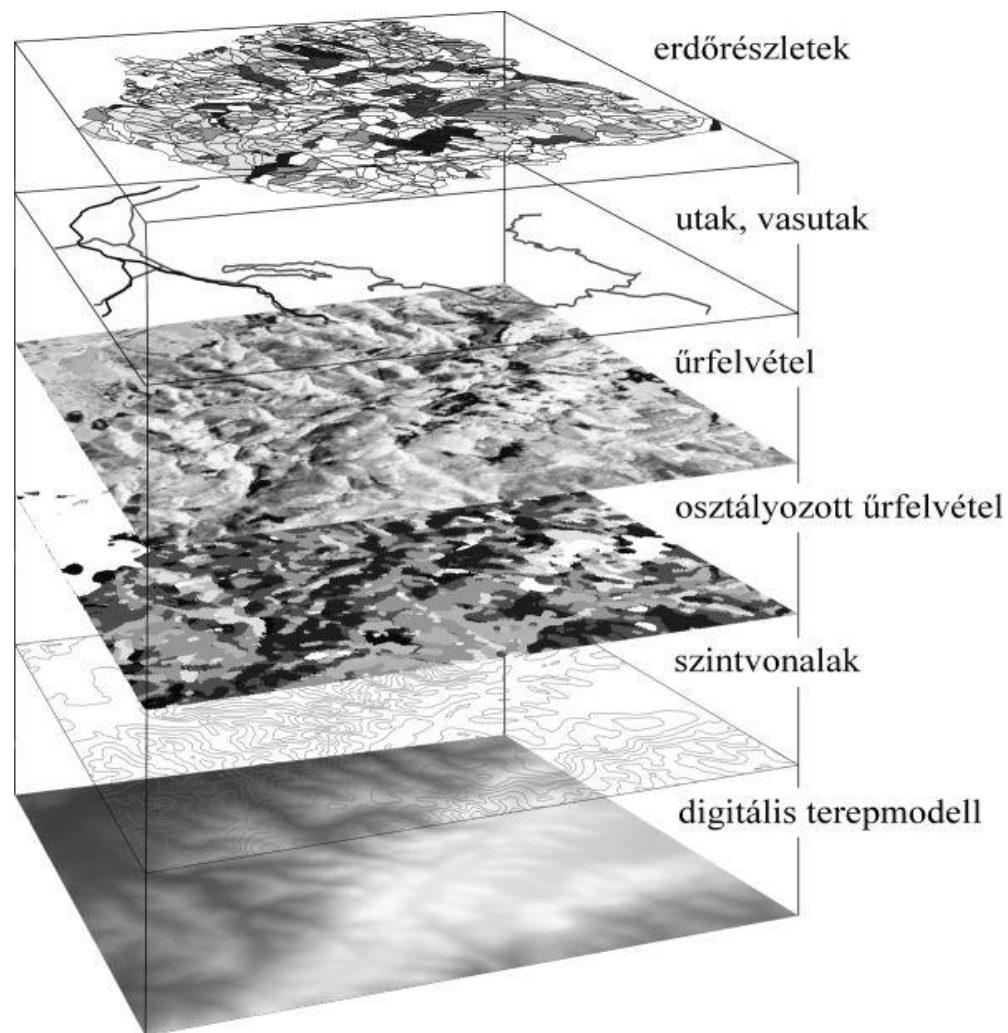 erdőrészletek
utak, vasutak
űrfelvétel
osztályozott űrfelvétel
szintvonalak
digitális terepmodell